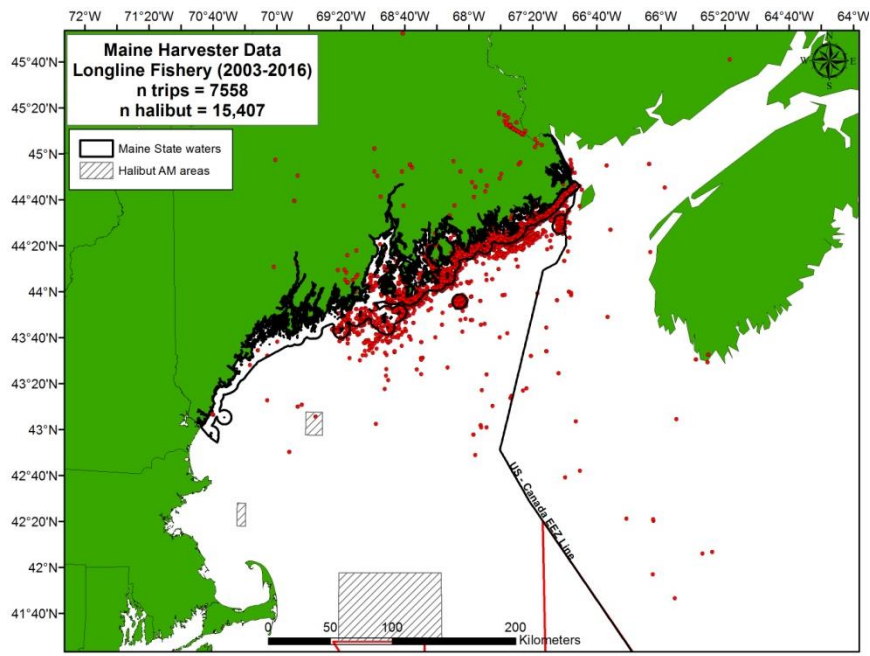 72°W 71°20'W 70°40'W 70°W 69°20'W 68°40'W 68°W 67°20'W 66°40'W 66°W 65°20'W 64°40'W 64°W
Maine Harvester Data
Longline Fishery (2003-2016)
n trips = 7558
n halibut = 15,407
N
W E
S
Maine State waters
Halibut AM areas
45°40'N
45°20'N
45°N
44°40'N
44°20'N
44°N
43°40'N
43°20'N
43°N
42°40'N
42°20'N
42°N
41°40'N
US - Canada EEZ Line
0 50 100 200
Kilometers